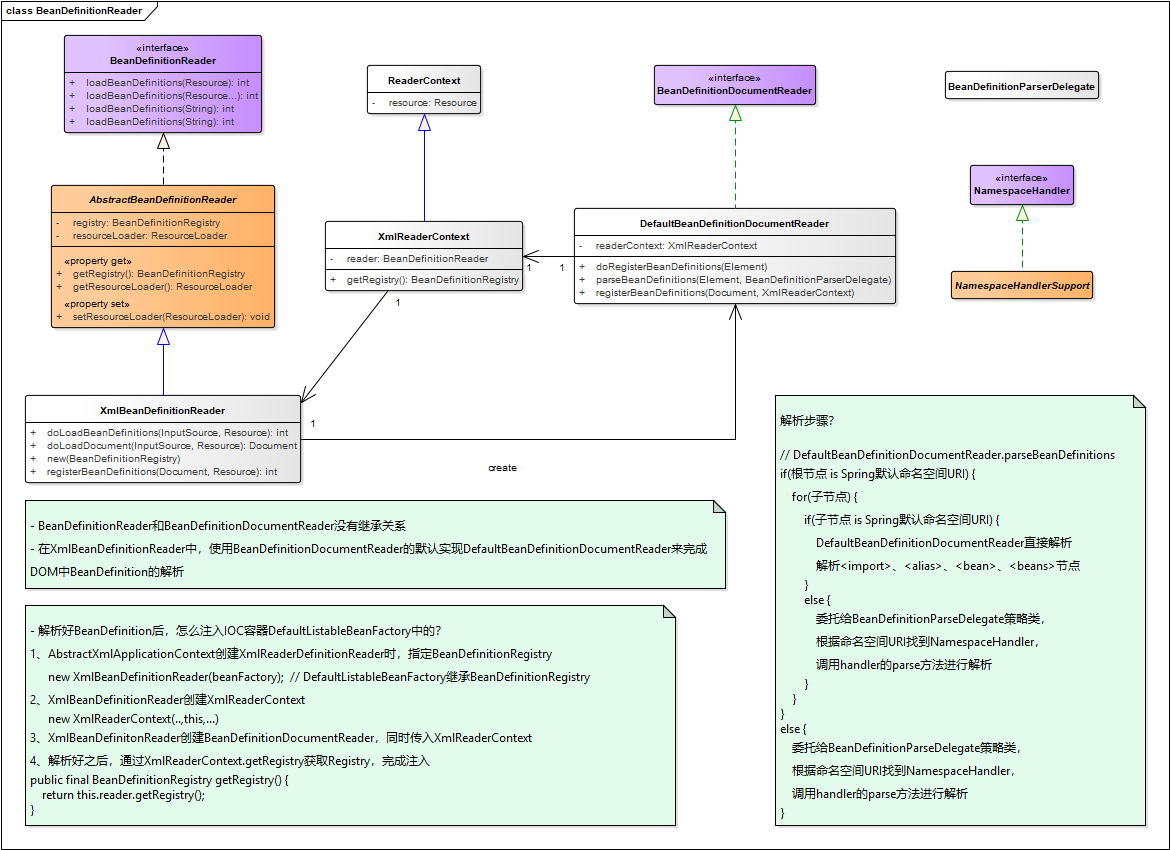 class BeanDefinitionReader
«interface»
BeanDefinitionReader
+ loadBeanDefinitions(Resource): int
+ loadBeanDefinitions(Resource...): int
+ loadBeanDefinitions(String): int
+ loadBeanDefinitions(String): int
ReaderContext
- resource: Resource
«interface»
BeanDefinitionDocumentReader
BeanDefinitionParserDelegate
«interface»
NamespaceHandler
AbstractBeanDefinitionReader
- registry: BeanDefinitionRegistry
- resourceLoader: ResourceLoader
«property get»
+ getRegistry(): BeanDefinitionRegistry
+ getResourceLoader(): ResourceLoader
«property set»
+ setResourceLoader(ResourceLoader): void
XmlReaderContext
- reader: BeanDefinitionReader
+ getRegistry(): BeanDefinitionRegistry
DefaultBeanDefinitionDocumentReader
- readerContext: XmlReaderContext
+ doRegisterBeanDefinitions(Element)
+ parseBeanDefinitions(Element, BeanDefinitionParserDelegate)
+ registerBeanDefinitions(Document, XmlReaderContext)
NamespaceHandlerSupport
1
1
1
1
create
XmlBeanDefinitionReader
+ doLoadBeanDefinitions(InputSource, Resource): int
+ doLoadDocument(InputSource, Resource): Document
+ new(BeanDefinitionRegistry)
+ registerBeanDefinitions(Document, Resource): int
- BeanDefinitionReader和BeanDefinitionDocumentReader没有继承关系
- 在XmlBeanDefinitionReader中，使用BeanDefinitionDocumentReader的默认实现DefaultBeanDefinitionDocumentReader来完成
DOM中BeanDefinition的解析
- 解析好BeanDefinition后，怎么注入IOC容器DefaultListableBeanFactory中的？
1、AbstractXmlApplicationContext创建XmlReaderDefinitionReader时，指定BeanDefinitionRegistry
new XmlBeanDefinitionReader(beanFactory); // DefaultListableBeanFactory继承BeanDefinitionRegistry
2、XmlBeanDefinitionReader创建XmlReaderContext
new XmlReaderContext(..,this,...)
3、XmlBeanDefinitonReader创建BeanDefinitionDocumentReader，同时传入XmlReaderContext
4、解析好之后，通过XmlReaderContext.getRegistry获取Registry，完成注入
public final BeanDefinitionRegistry getRegistry() {
return this.reader.getRegistry();
}
解析步骤？
// DefaultBeanDefinitionDocumentReader.parseBeanDefinitions
if(根节点 is Spring默认命名空间URI) {
for(子节点) {
if(子节点 is Spring默认命名空间URI) {
DefaultBeanDefinitionDocumentReader直接解析
解析<import>、<alias>、<bean>、<beans>节点
}
else {
委托给BeanDefinitionParseDelegate策略类，
根据命名空间URI找到NamespaceHandler，
调用handler的parse方法进行解析
}
}
}
else {
委托给BeanDefinitionParseDelegate策略类，
根据命名空间URI找到NamespaceHandler，
调用handler的parse方法进行解析
}